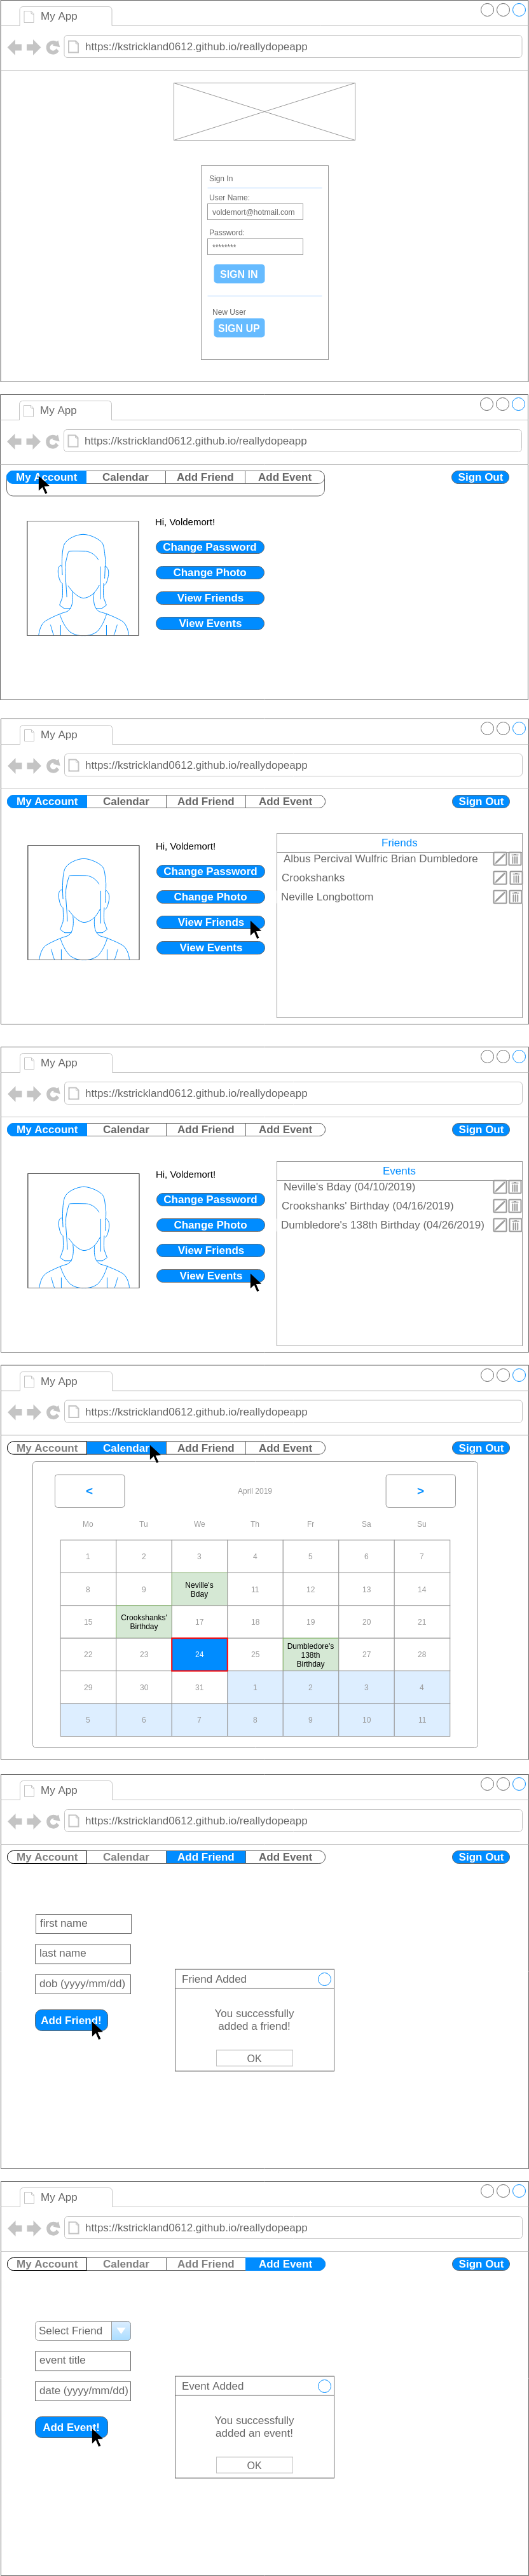 My App
https://kstrickland0612.github.io/reallydopeapp
Sign In
User Name:
voldemort@hotmail.com
Password:
********
SIGN IN
New User
SIGN UP
My App
https://kstrickland0612.github.io/reallydopeapp
My Account Calendar Add Friend Add Event Sign Out
Hi, Voldemort!
Change Password
Change Photo
View Friends
View Events
My App
https://kstrickland0612.github.io/reallydopeapp
My Account Calendar Add Friend Add Event Sign Out
Hi, Voldemort!
Change Password
Change Photo
View Friends
View Events
Friends
Albus Percival Wulfric Brian Dumbledore
Crookshanks
Neville Longbottom
My App
https://kstrickland0612.github.io/reallydopeapp
My Account Calendar Add Friend Add Event Sign Out
Hi, Voldemort!
Change Password
Change Photo
View Friends
View Events
Events
Neville's Bday (04/10/2019)
Crookshanks' Birthday (04/16/2019)
Dumbledore's 138th Birthday (04/26/2019)
My App
https://kstrickland0612.github.io/reallydopeapp
My Account Calendar Add Friend Add Event Sign Out
< April 2019 >
Mo Tu We Th Fr Sa Su
1 2 3 4 5 6 7
8 9 Neville's Bday 11 12 13 14
15 Crookshanks' Birthday 17 18 19 20 21
22 23 24 25 Dumbledore's 138th Birthday 27 28
29 30 31 1 2 3 4
5 6 7 8 9 10 11
My App
https://kstrickland0612.github.io/reallydopeapp
My Account Calendar Add Friend Add Event Sign Out
first name
last name
dob (yyyy/mm/dd)
Add Friend!
Friend Added
You successfully
added a friend!
OK
My App
https://kstrickland0612.github.io/reallydopeapp
My Account Calendar Add Friend Add Event Sign Out
Select Friend
event title
date (yyyy/mm/dd)
Add Event!
Event Added
You successfully
added an event!
OK